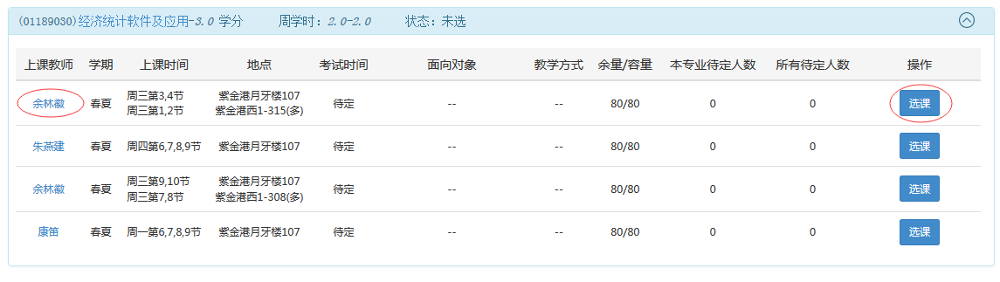 (01189030)经济统计软件及应用-3.0 学分 周学时：2.0-2.0 状态：未选
上课教师 学期 上课时间 地点 考试时间 面向对象 教学方式 余量/容量 本专业待定人数 所有待定人数 操作
余林徽 春夏 周三第3,4节 周三第1,2节 紫金港月牙楼107 紫金港西1-315(多) 待定 -- -- 80/80 0 0 选课
朱燕建 春夏 周四第6,7,8,9节 紫金港月牙楼107 待定 -- -- 80/80 0 0 选课
余林徽 春夏 周三第9,10节 周三第7,8节 紫金港月牙楼107 紫金港西1-308(多) 待定 -- -- 80/80 0 0 选课
康笛 春夏 周一第6,7,8,9节 紫金港月牙楼107 待定 -- -- 80/80 0 0 选课